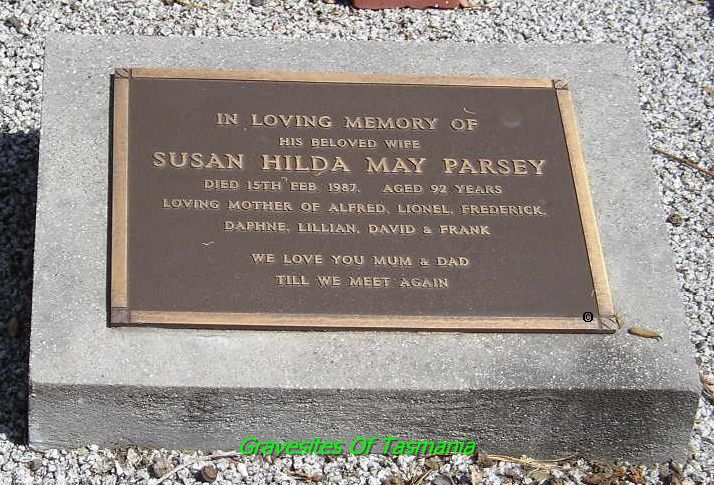 IN LOVING MEMORY OF
HIS BELOVED WIFE
SUSAN HILDA MAY PARSEY
DIED 15TH FEB. 1987, AGED 92 YEARS
LOVING MOTHER OF ALFRED, LIONEL, FREDERICK,
DAPHNE, LILLIAN, DAVID & FRANK
WE LOVE YOU MUM & DAD
TILL WE MEET AGAIN
Gravesites Of Tasmania